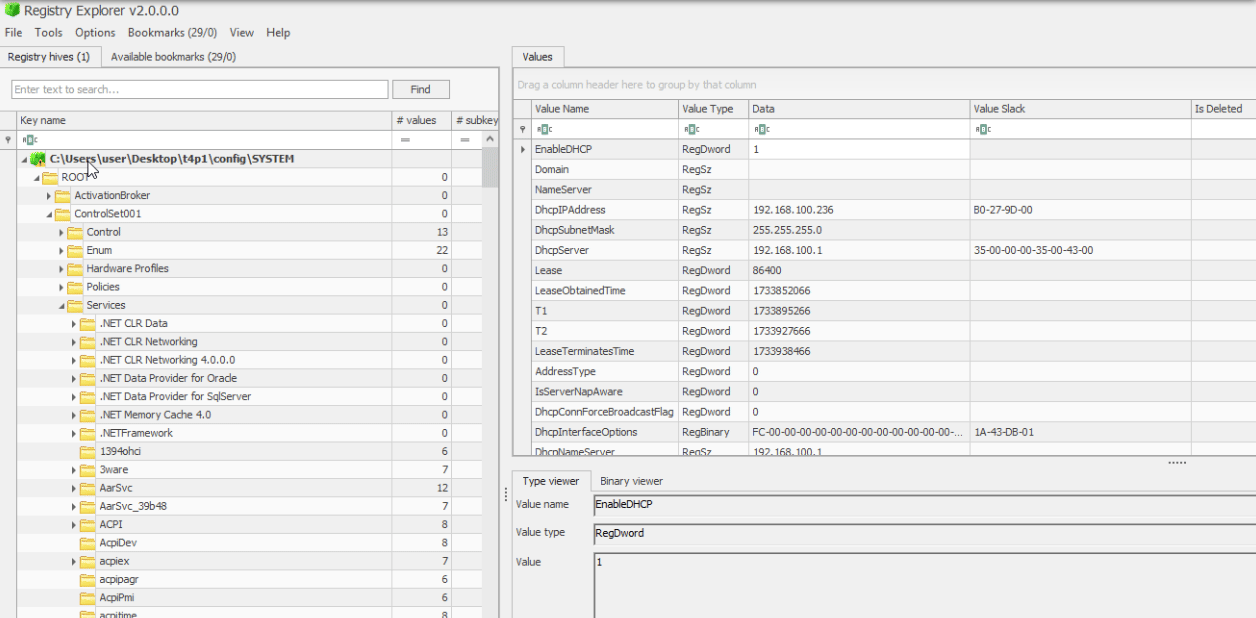 Registry Explorer v2.0.0.0
File Tools Options Bookmarks (29/0) View Help
Registry hives (1) Available bookmarks (29/0)
Enter text to search... Find
Key name # values # subkey
C:\Users\user\Desktop\t4p1\config\SYSTEM
ROOT 0
ActivationBroker 0
ControlSet001 0
Control 13
Enum 22
Hardware Profiles 0
Policies 0
Services 0
.NET CLR Data 0
.NET CLR Networking 0
.NET CLR Networking 4.0.0.0 0
.NET Data Provider for Oracle 0
.NET Data Provider for SqlServer 0
.NET Memory Cache 4.0 0
.NETFramework 0
1394ohci 6
3ware 7
AarSvc 12
AarSvc_39b48 7
ACPI 8
AcpiDev 8
acpiex 7
acpipagr 6
AcpiPmi 6
acpitime 8
Values
Drag a column header here to group by that column
Value Name Value Type Data Value Slack Is Deleted
EnableDHCP RegDword 1
Domain RegSz
NameServer RegSz
DhcpIPAddress RegSz 192.168.100.236 B0-27-9D-00
DhcpSubnetMask RegSz 255.255.255.0
DhcpServer RegSz 192.168.100.1 35-00-00-00-35-00-43-00
Lease RegDword 86400
LeaseObtainedTime RegDword 1733852066
T1 RegDword 1733895266
T2 RegDword 1733927666
LeaseTerminatesTime RegDword 1733938466
AddressType RegDword 0
IsServerNapAware RegDword 0
DhcpConnForceBroadcastFlag RegDword 0
DhcpInterfaceOptions RegBinary FC-00-00-00-00-00-00-00-00-00-00-00-... 1A-43-DB-01
DhcpNameServer RegSz 192.168.100.1
Type viewer Binary viewer
Value name EnableDHCP
Value type RegDword
Value 1